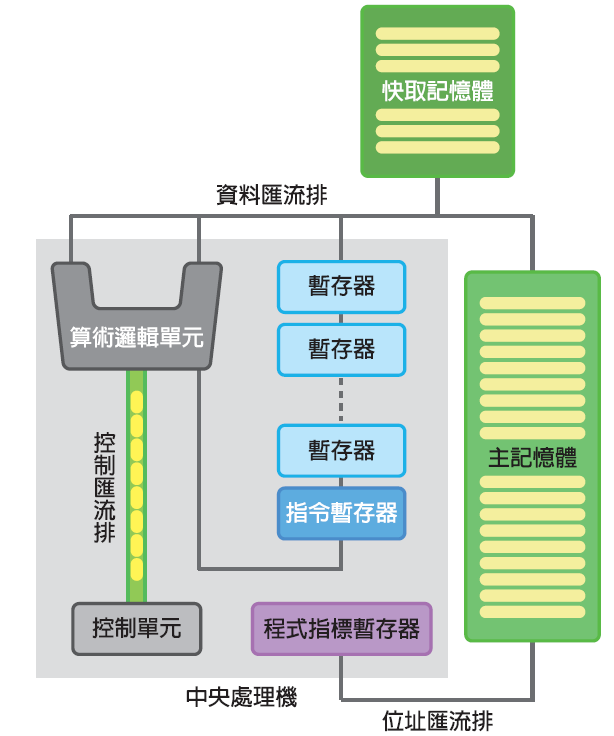 快取記憶體
資料匯流排
暫存器
算術邏輯單元
暫存器
控制匯流排
暫存器
主記憶體
指令暫存器
控制單元
程式指標暫存器
中央處理機
位址匯流排